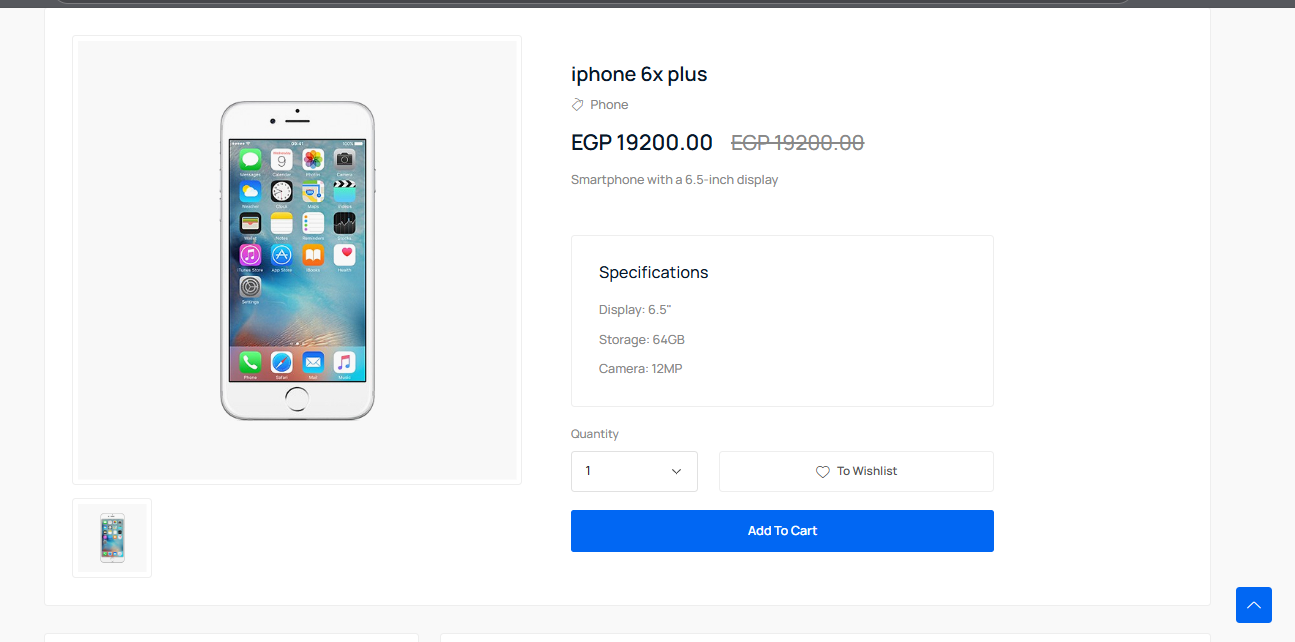 iphone 6x plus
Phone
EGP 19200.00 EGP 19200.00
Smartphone with a 6.5-inch display
Specifications
Display: 6.5"
Storage: 64GB
Camera: 12MP
Quantity
1
To Wishlist
Add To Cart